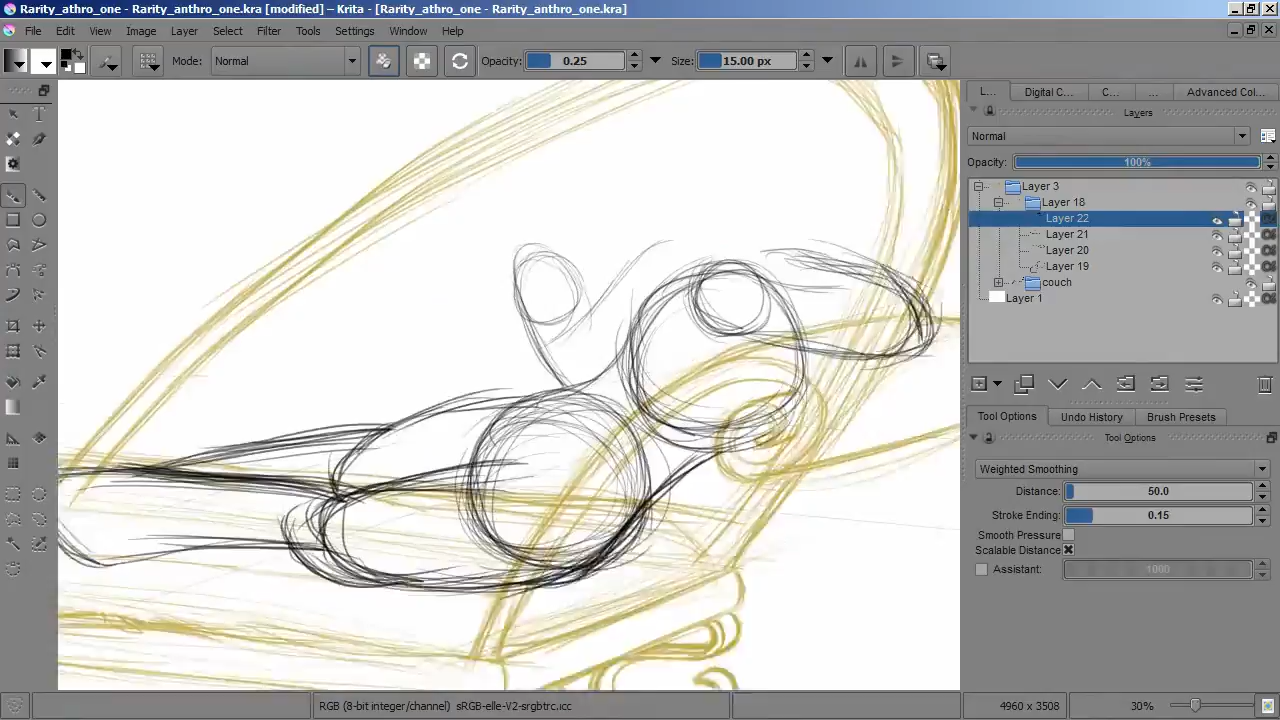 Rarity_athro_one - Rarity_anthro_one.kra [modified] – Krita - [Rarity_athro_one - Rarity_anthro_one.kra]
File Edit View Image Layer Select Filter Tools Settings Window Help
Mode: Normal Opacity: 0.25 Size: 15.00 px
L... Digital C... C... ... Advanced Col...
Layers
Normal
Opacity: 100%
Layer 3
Layer 18
Layer 22
Layer 21
Layer 20
Layer 19
couch
Layer 1
Tool Options Undo History Brush Presets
Tool Options
Weighted Smoothing
Distance: 50.0
Stroke Ending: 0.15
Smooth Pressure
Scalable Distance
Assistant: 1000
RGB (8-bit integer/channel) sRGB-elle-V2-srgbtrc.icc 4960 x 3508 30%